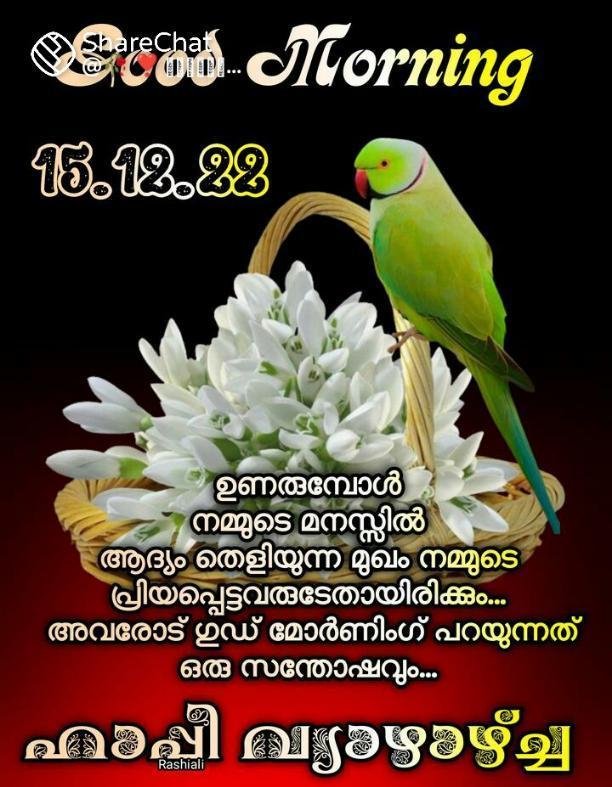 ShareChat
Good Morning
15.12.22
ഉണരുമ്പോൾ
നമ്മുടെ മനസ്സിൽ
ആദ്യം തെളിയുന്ന മുഖം നമ്മുടെ
പ്രിയപ്പെട്ടവരുടേതായിരിക്കും...
അവരോട് ഗുഡ് മോർണിംഗ് പറയുന്നത്
ഒരു സന്തോഷവും...
ഹാപ്പീ വ്യാഴാഴ്ച്ച
Rashiali